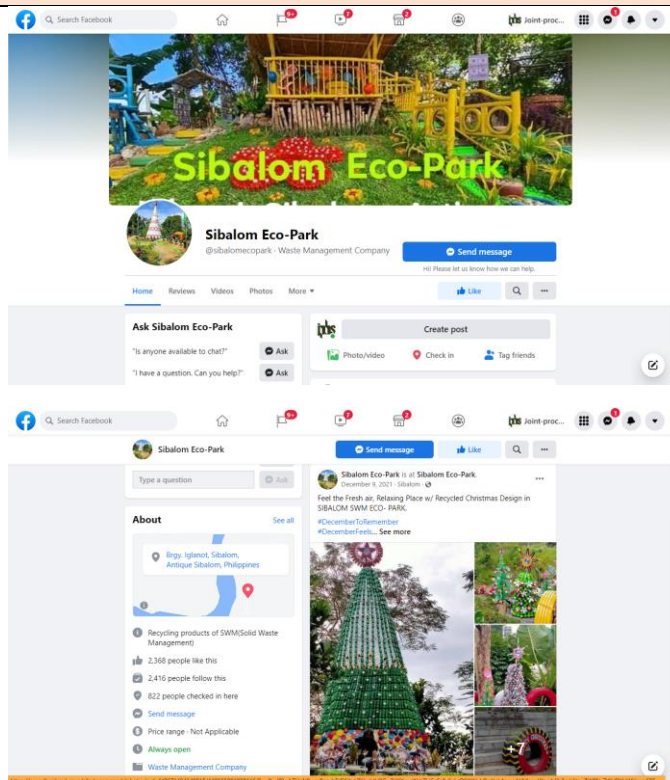 Search Facebook
9+
7
2
Joint-proc...
1
Sibalom Eco-Park
Sibalom Eco-Park
@sibalomecopark · Waste Management Company
Send message
Hi! Please let us know how we can help.
Home Reviews Videos Photos More
Like
Ask Sibalom Eco-Park
"Is anyone available to chat?" Ask
"I have a question. Can you help?" Ask
Create post
Photo/video Check in Tag friends
Search Facebook
9+
7
2
Joint-proc...
1
Sibalom Eco-Park
Send message
Like
Type a question Ask
About See all
Brgy. Iglanot, Sibalom,
Antique Sibalom, Philippines
Recycling products of SWM(Solid Waste
Management)
2,368 people like this
2,416 people follow this
822 people checked in here
Send message
Price range · Not Applicable
Always open
Waste Management Company
Sibalom Eco-Park is at Sibalom Eco-Park.
December 9, 2021 · Sibalom ·
Feel the Fresh air, Relaxing Place w/ Recycled Christmas Design in
SIBALOM SWM ECO- PARK.
#DecemberToRemember
#DecemberFeels... See more
+7